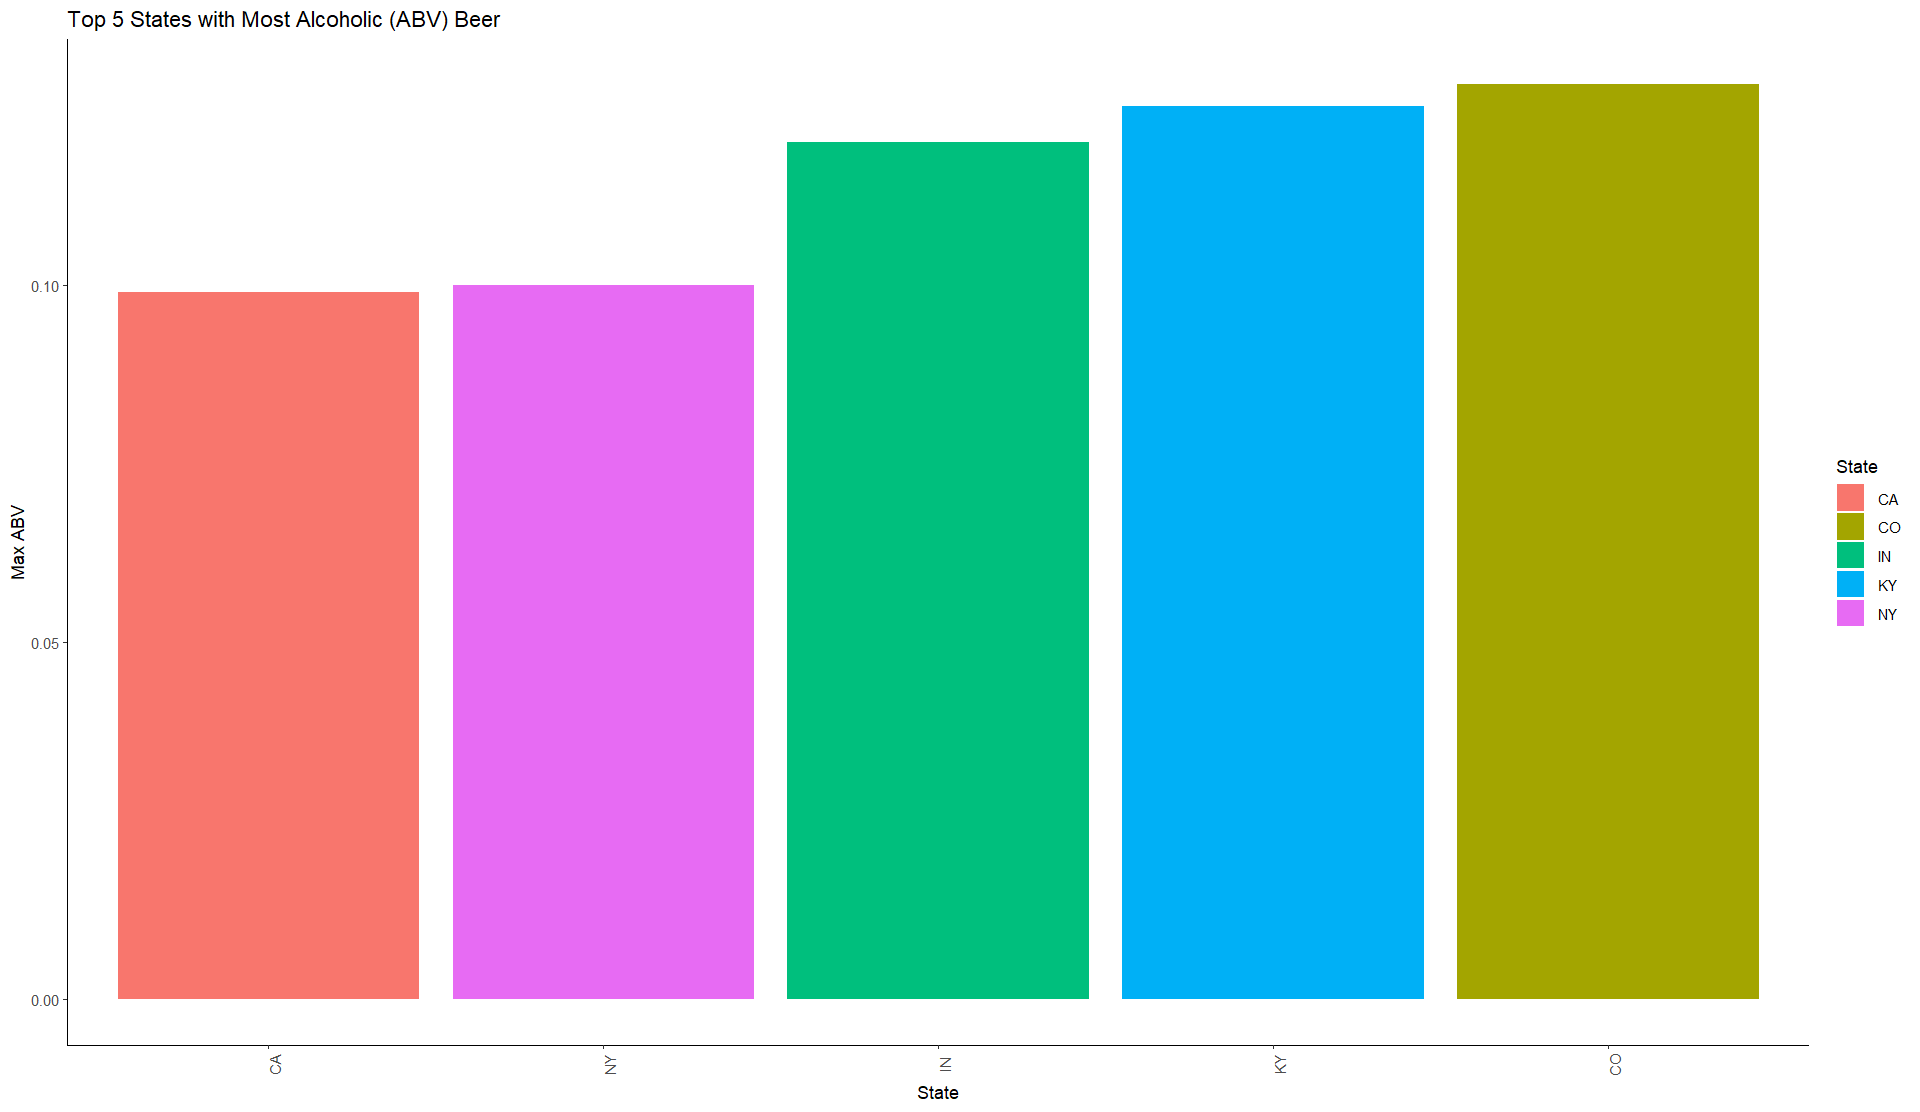 Top 5 States with Most Alcoholic (ABV) Beer
Max ABV
0.10
0.05
0.00
CA
NY
IN
KY
CO
State
State
CA
CO
IN
KY
NY